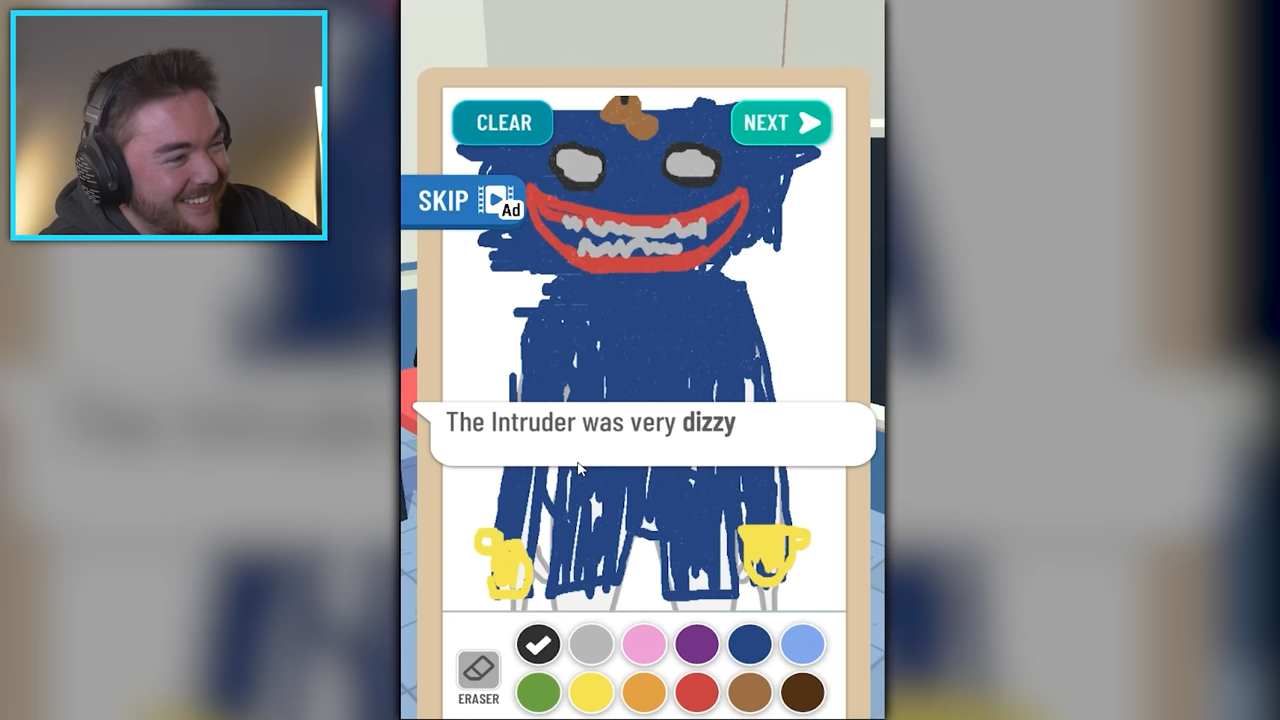 CLEAR
NEXT
SKIP
Ad
The Intruder was very dizzy
ERASER